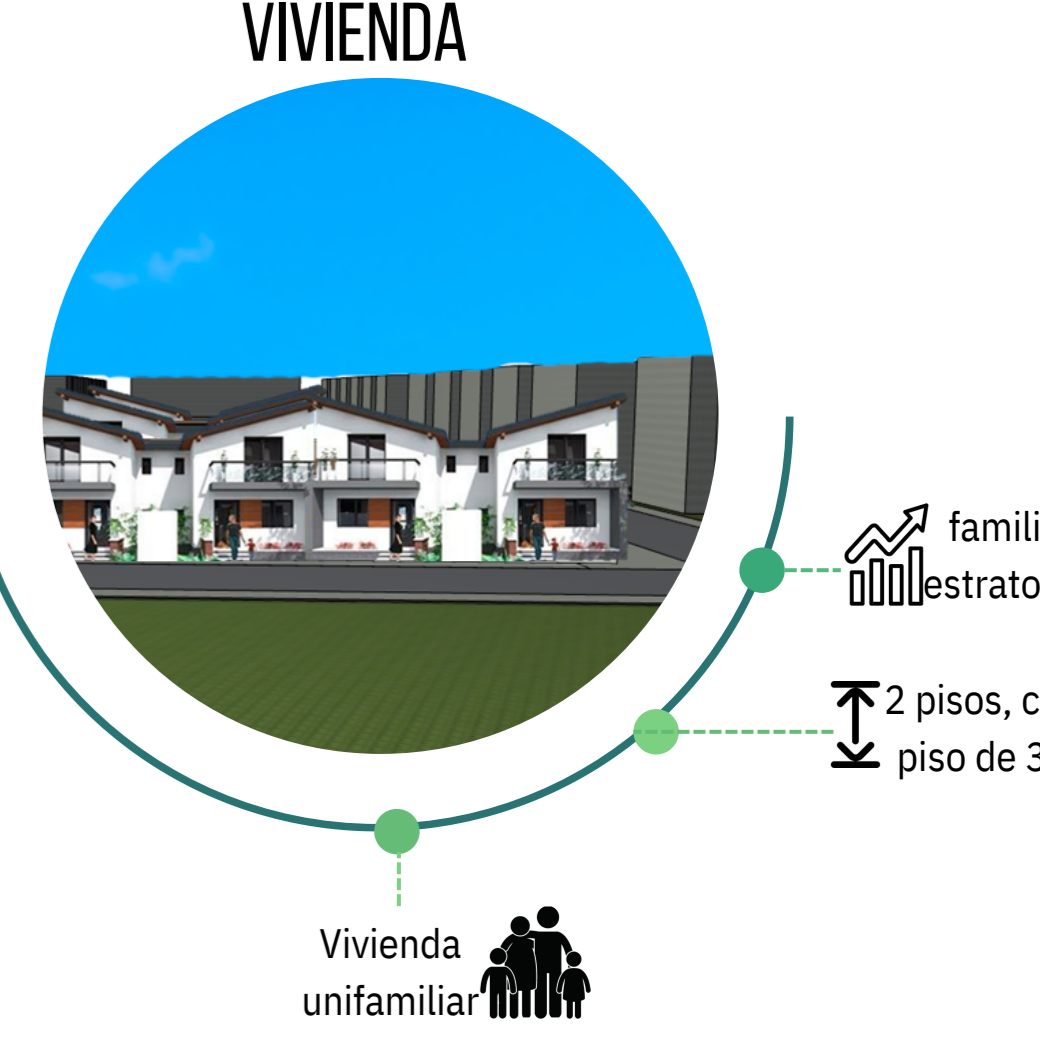 VIVIENDA
famili
estrato
2 pisos, c
piso de 3
Vivienda
unifamiliar